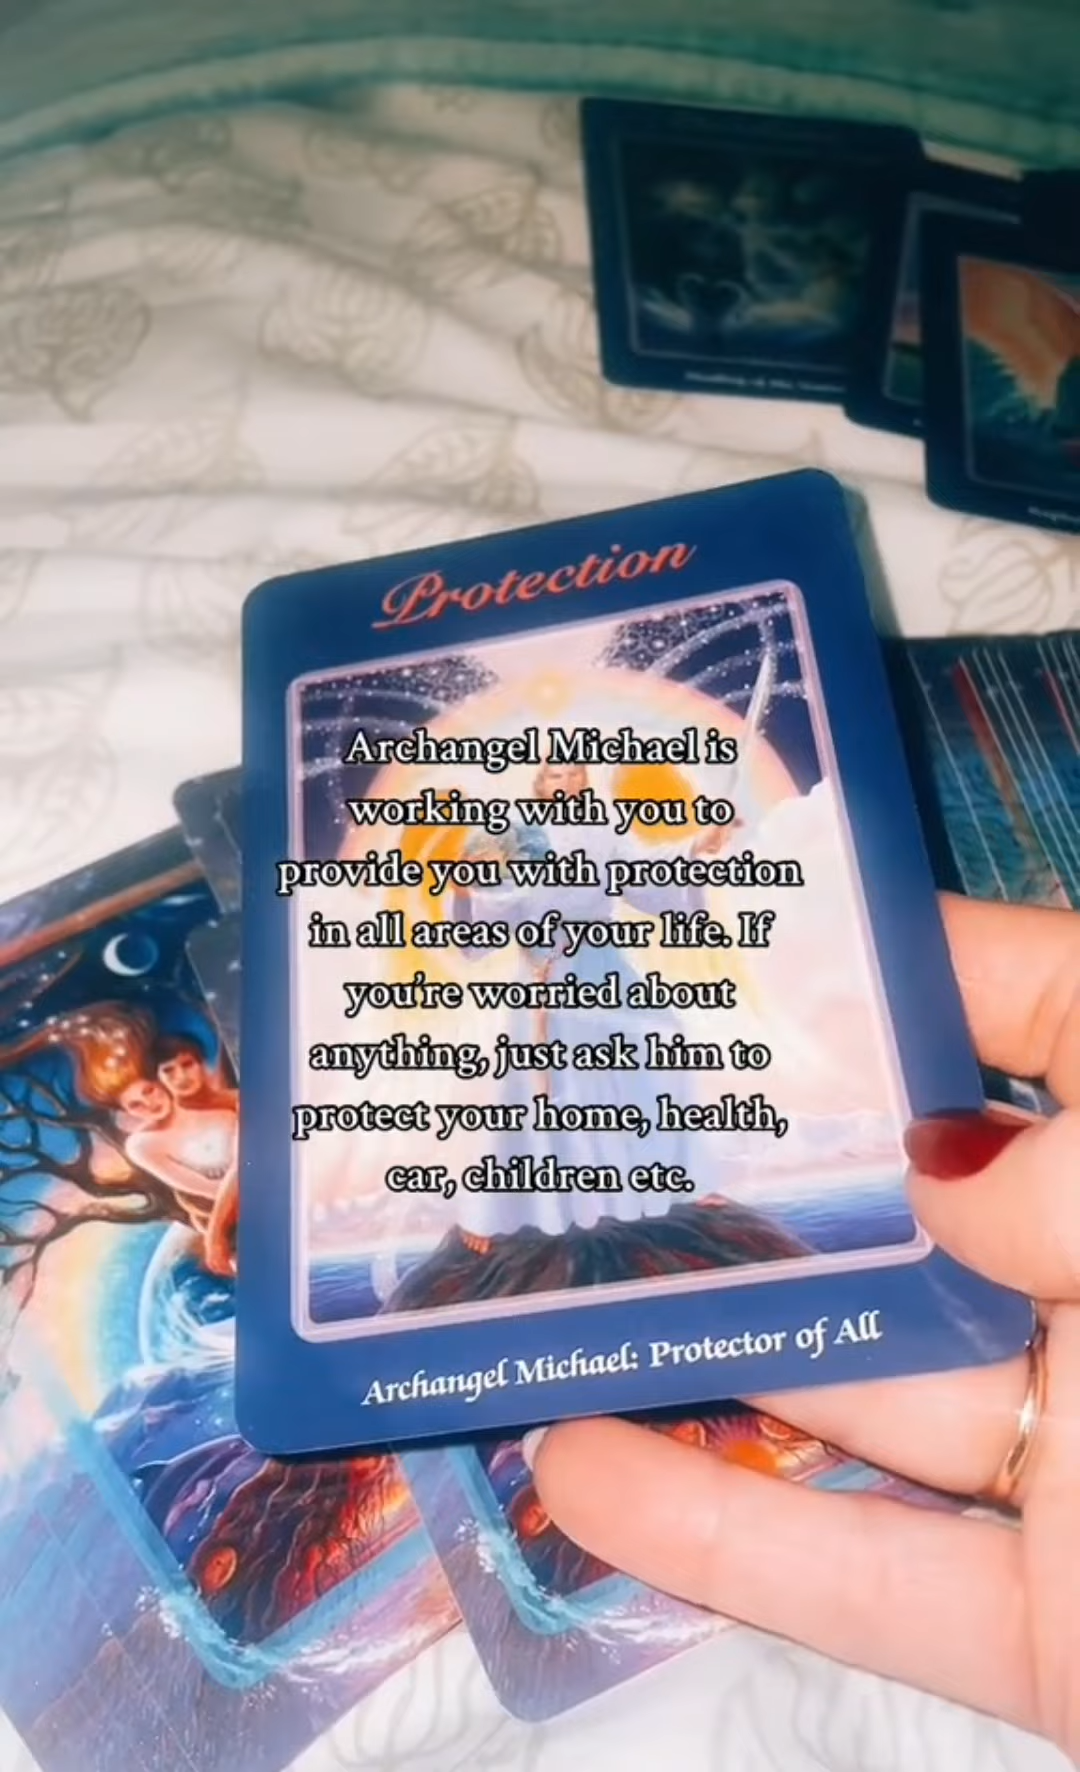 Protection
Archangel Michael is
working with you to
provide you with protection
in all areas of your life. If
you're worried about
anything, just ask him to
protect your home, health,
car, children etc.
Archangel Michael: Protector of All